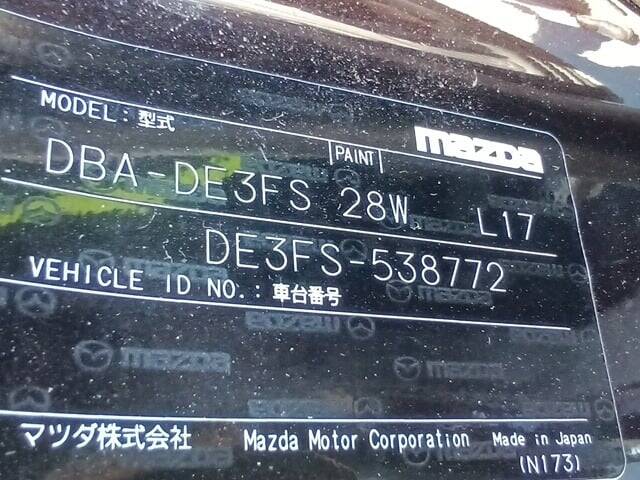 MODEL: 型式
PAINT
mazda
DBA-DE3FS 28W L17
DE3FS-538772
VEHICLE ID NO.: 車台番号
マツダ株式会社 Mazda Motor Corporation Made in Japan
(N173)